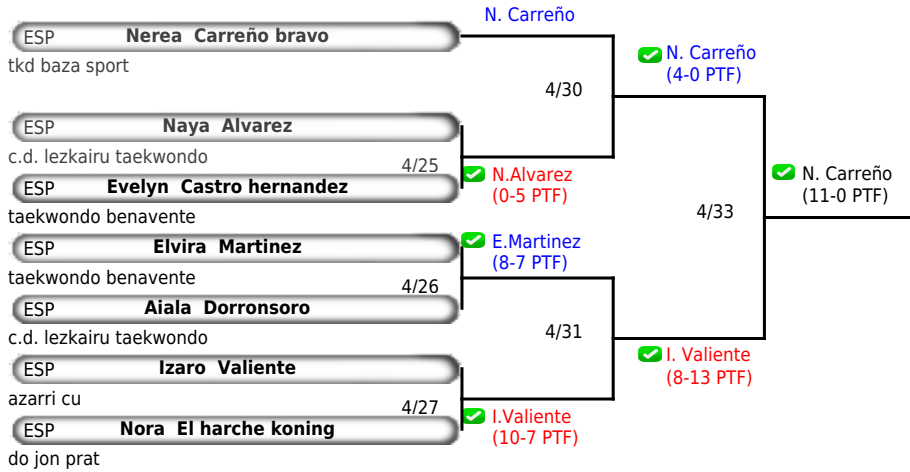 N. Carreño
ESP Nerea Carreño bravo
tkd baza sport
N. Carreño
(4-0 PTF)
4/30
ESP Naya Alvarez
c.d. lezkairu taekwondo
4/25
N.Alvarez
(0-5 PTF)
ESP Evelyn Castro hernandez
taekwondo benavente
N. Carreño
(11-0 PTF)
4/33
ESP Elvira Martinez
taekwondo benavente
E.Martinez
(8-7 PTF)
4/26
ESP Aiala Dorronsoro
c.d. lezkairu taekwondo
4/31
I. Valiente
(8-13 PTF)
ESP Izaro Valiente
azarri cu
4/27
I.Valiente
(10-7 PTF)
ESP Nora El harche koning
do jon prat